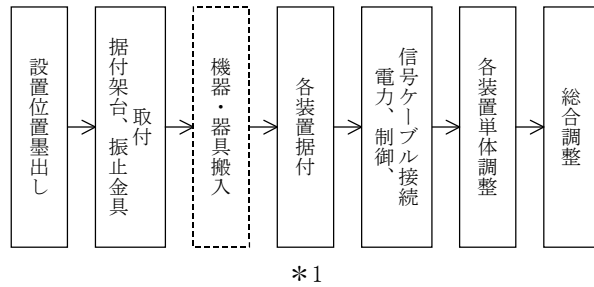 設置位置墨出し
据付架台、振止金具
取付
機器・器具搬入
各装置据付
信号ケーブル接続
電力、制御、
各装置単体調整
総合調整
＊1